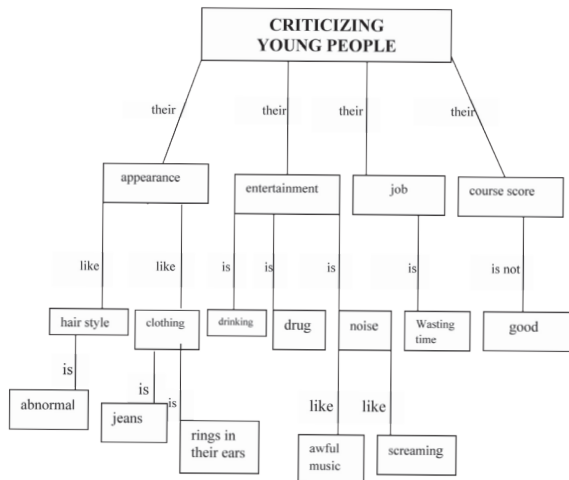 CRITICIZING
YOUNG PEOPLE
their
their
their
their
appearance
entertainment
job
course score
like
like
is
is
is
is
is not
hair style
clothing
drinking
drug
noise
Wasting
time
good
is
is
is
like
like
abnormal
jeans
rings in
their ears
awful
music
screaming